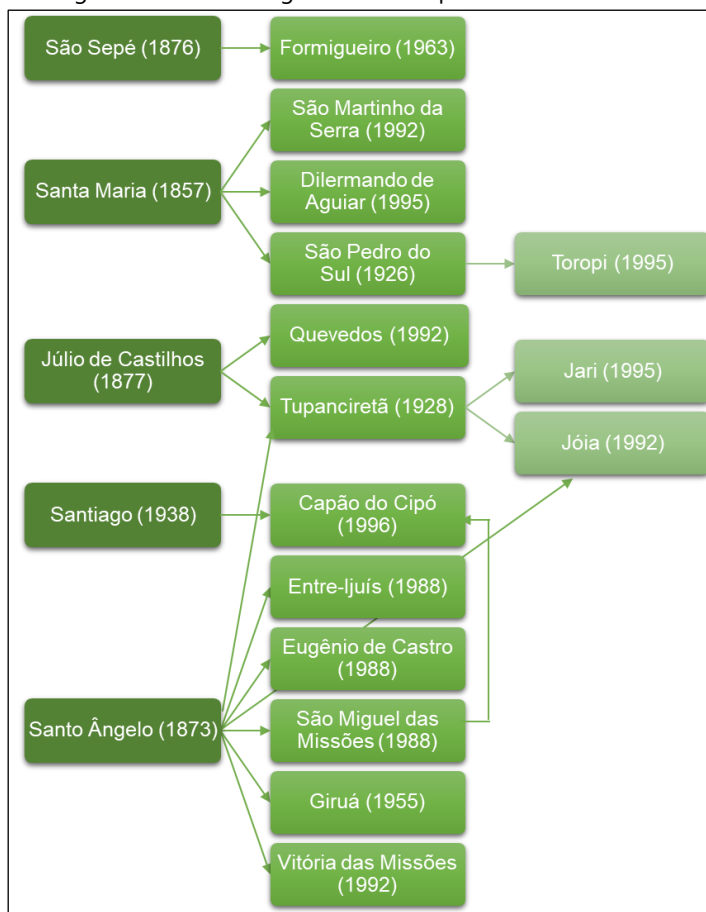 São Sepé (1876)
Formigueiro (1963)
São Martinho da
Serra (1992)
Santa Maria (1857)
Dilermando de
Aguiar (1995)
São Pedro do
Sul (1926)
Toropi (1995)
Quevedos (1992)
Júlio de Castilhos
(1877)
Tupanciretã (1928)
Jari (1995)
Jóia (1992)
Santiago (1938)
Capão do Cipó
(1996)
Entre-Ijuís (1988)
Eugênio de Castro
(1988)
Santo Ângelo (1873)
São Miguel das
Missões (1988)
Giruá (1955)
Vitória das Missões
(1992)